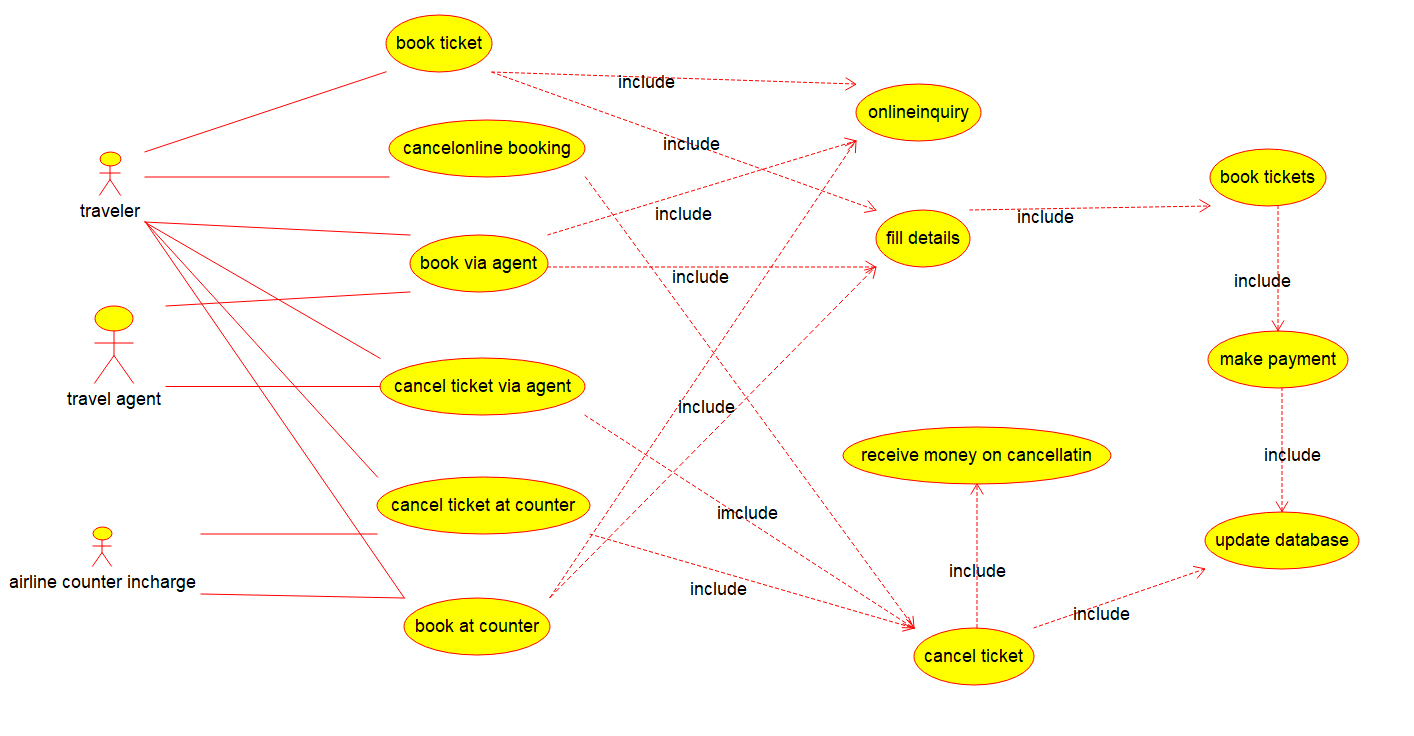 book ticket
include
onlineinquiry
include
cancelonline booking
book tickets
traveler
include
include
fill details
book via agent
include
include
make payment
cancel ticket via agent
travel agent
include
receive money on cancellatin
include
cancel ticket at counter
include
update database
include
airline counter incharge
include
include
book at counter
cancel ticket